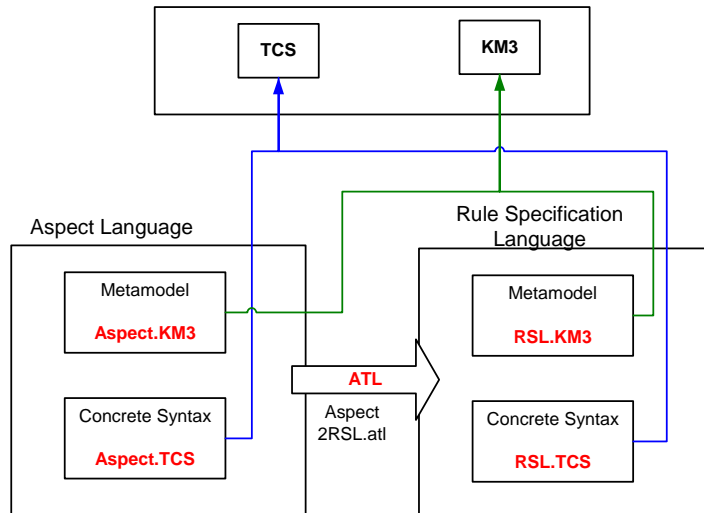 TCS
KM3
Aspect Language
Rule Specification
Language
Metamodel
Aspect.KM3
Metamodel
RSL.KM3
ATL
Aspect
2RSL.atl
Concrete Syntax
Aspect.TCS
Concrete Syntax
RSL.TCS